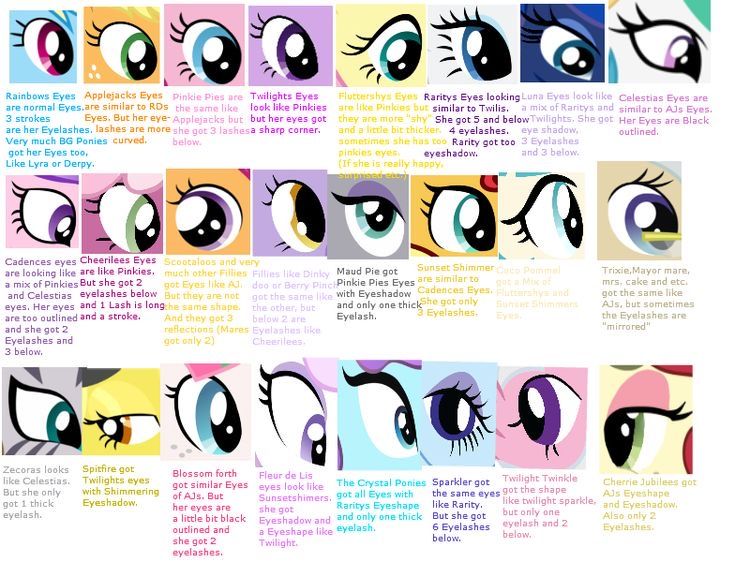 Rainbows Eyes
are normal Eyes.
3 strokes
are her Eyelashes.
Very much BG Ponies
got her Eyes too,
Like Lyra or Derpy.
Applejacks Eyes
are similar to RDs
Eyes. But her eye-
lashes are more
curved.
Pinkie Pies are
the same like
Applejacks but
she got 3 lashes
below.
Twilights Eyes
look like Pinkies
but her eyes got
a sharp corner.
Fluttershys Eyes
are like Pinkies but
they are more "shy"
and a little bit thicker.
sometimes she has too
pinkies eyes.
(If she is really happy,
surprised etc.)
Raritys Eyes looking
similar to Twilis.
She got 5 and below
4 eyelashes.
Rarity got too
eyeshadow.
Luna Eyes look like
a mix of Raritys and
Twilights. She got
eye shadow,
3 Eyelashes
and 3 below.
Celestias Eyes are
similar to AJs Eyes.
Her Eyes are Black
outlined.
Cadences eyes
are looking like
a mix of Pinkies
and Celestias
eyes. Her eyes
are too outlined
and she got 2
Eyelashes and
3 below.
Cheerilees Eyes
are like Pinkies.
But she got 2
eyelashes below
and 1 Lash is long
and a stroke.
Scootaloos and very
much other Fillies
got Eyes like AJ.
But they are not
the same shape.
And they got 3
reflections (Mares
got only 2)
Fillies like Dinky
doo or Berry Pinch
got the same like
the other, but
below 2 are
Eyelashes like
Cheerilees.
Maud Pie got
Pinkie Pies Eyes
with Eyeshadow
and only one thick
Eyelash.
Sunset Shimmer
are similar to
Cadences Eyes.
She got only
3 Eyelashes.
Coco Pommel
got a Mix of
Fluttershys and
Sunset Shimmers
Eyes.
Trixie,Mayor mare,
mrs. cake and etc.
got the same like
AJs, but sometimes
the Eyelashes are
"mirrored"
Zecoras looks
like Celestias.
But she only
got 1 thick
eyelash.
Spitfire got
Twilights eyes
with Shimmering
Eyeshadow.
Blossom forth
got similar Eyes
of AJs. But
her eyes are
a little bit black
outlined and
she got 2
eyelashes.
Fleur de Lis
eyes look like
Sunsetshimers.
she got
Eyeshadow and
a Eyeshape like
Twilight.
The Crystal Ponies
got all Eyes with
Raritys Eyeshape
and only one thick
eyelash.
Sparkler got
the same eyes
like Rarity.
But she got
6 Eyelashes
below.
Twilight Twinkle
got the shape
like twilight sparkle,
but only one
eyelash and 2
below.
Cherrie Jubilees got
AJs Eyeshape
and Eyeshadow.
Also only 2
Eyelashes.